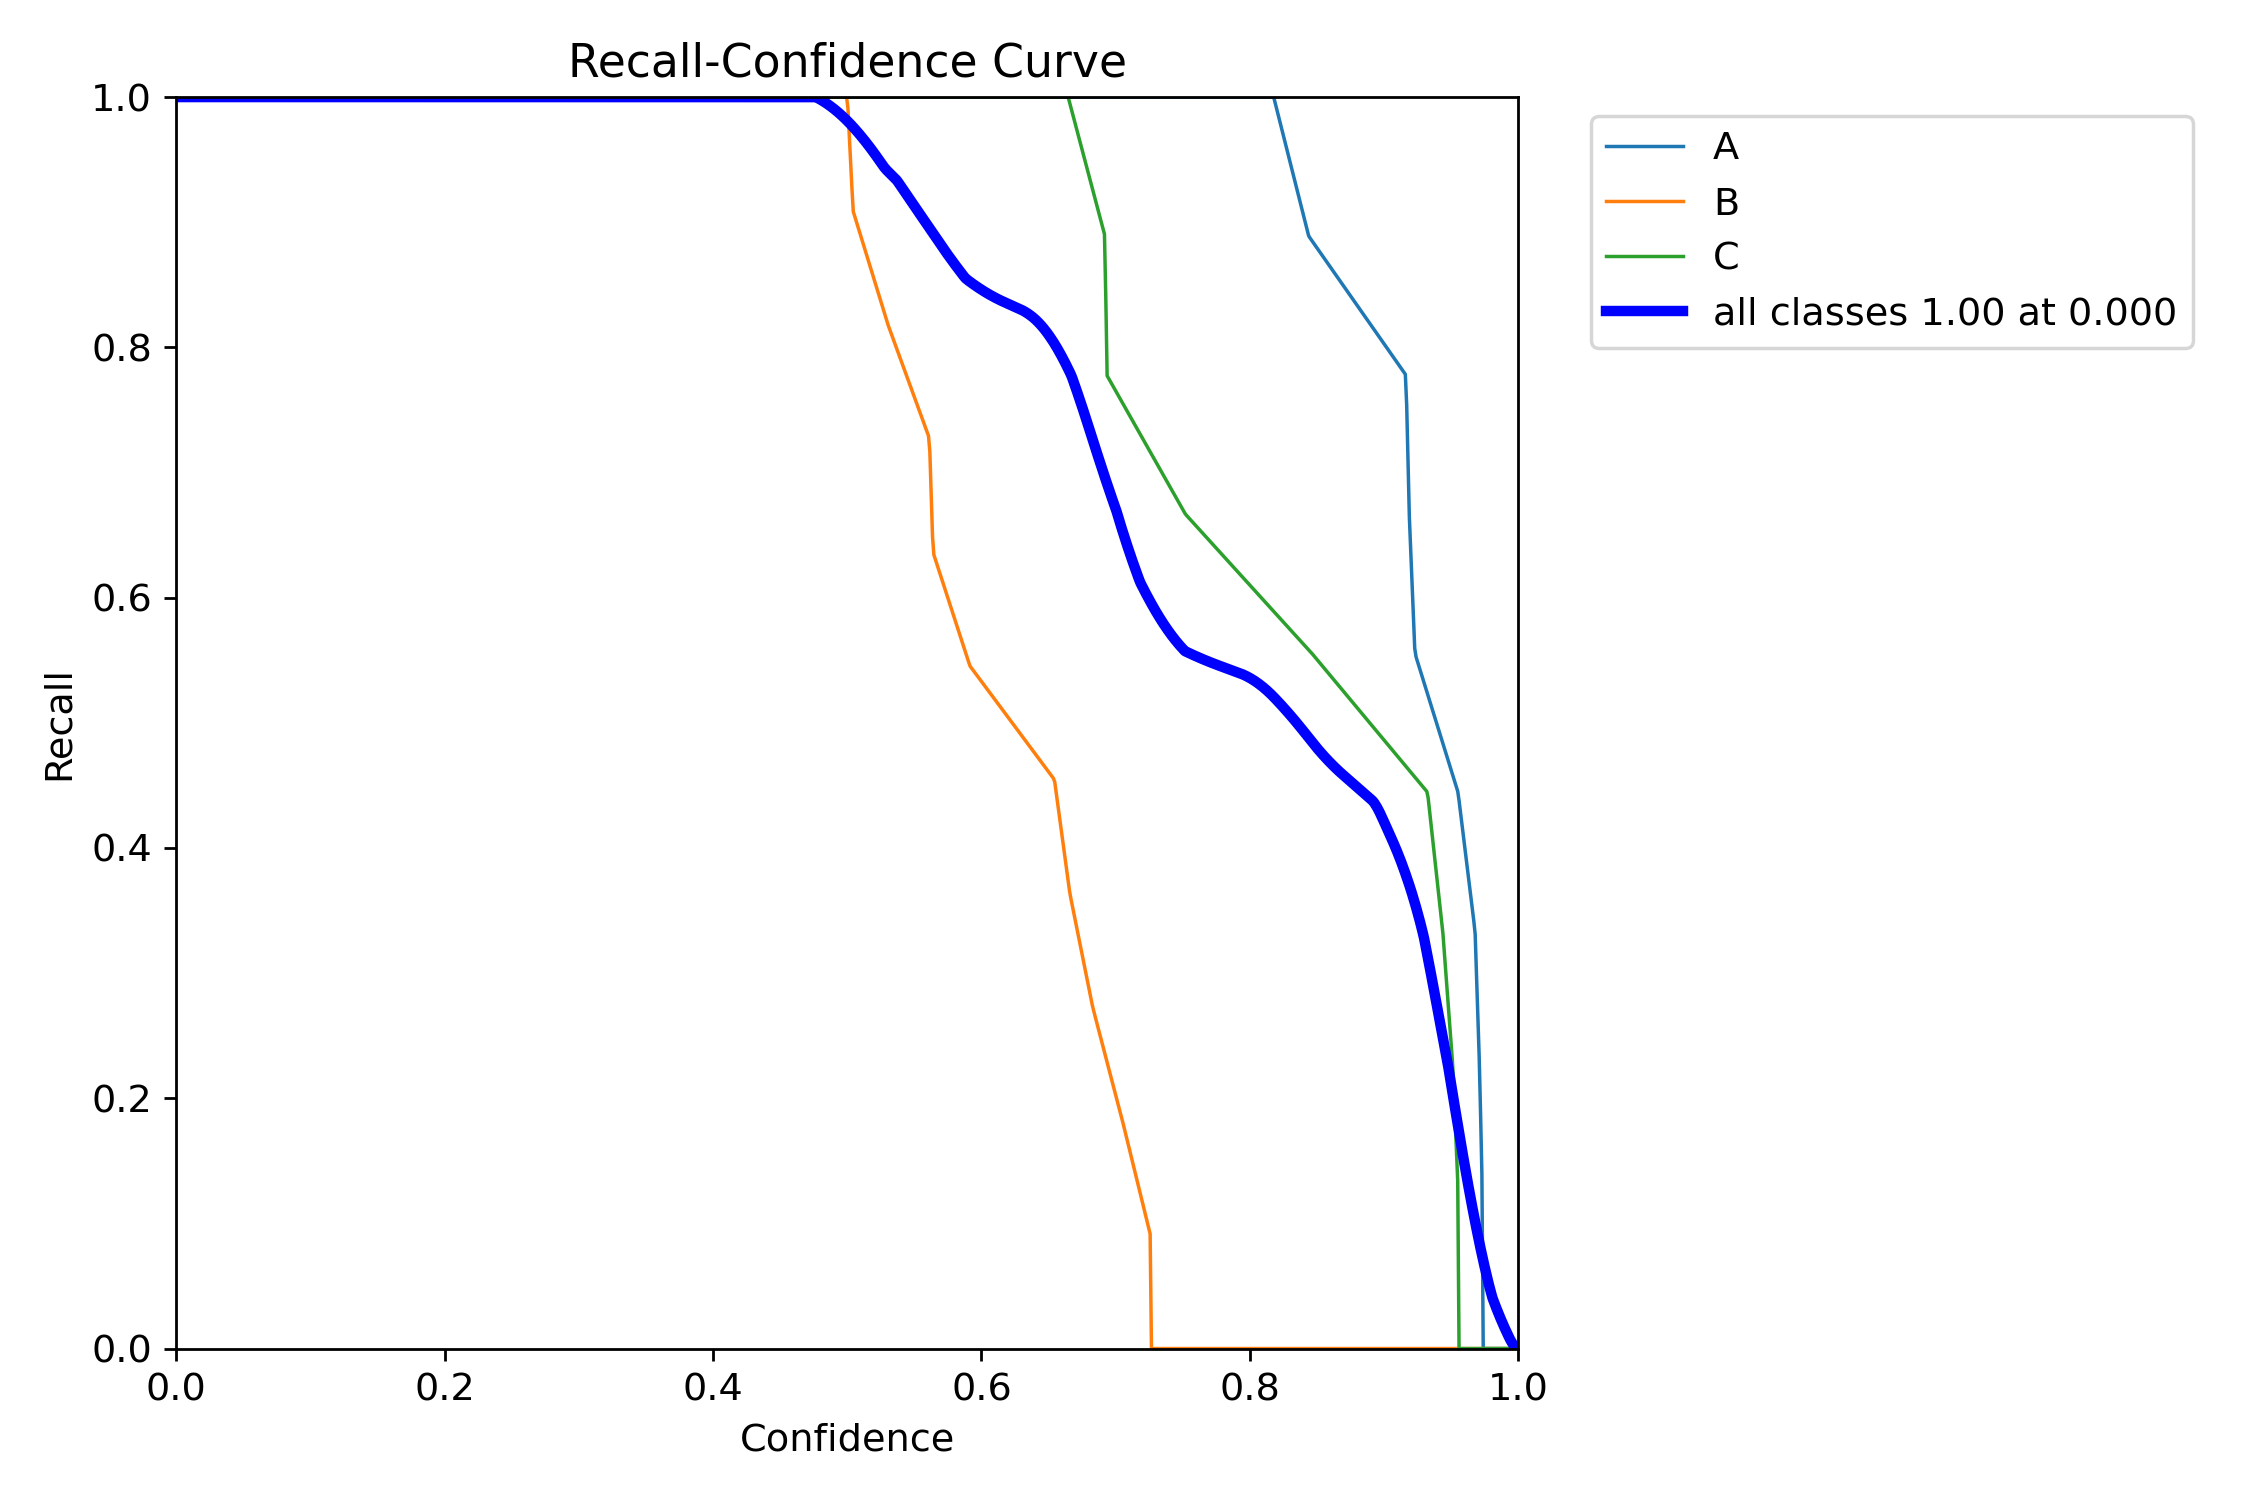 Recall-Confidence Curve
1.0
0.8
0.6
0.4
0.2
0.0
Recall
0.0 0.2 0.4 0.6 0.8 1.0
Confidence
A
B
C
all classes 1.00 at 0.000